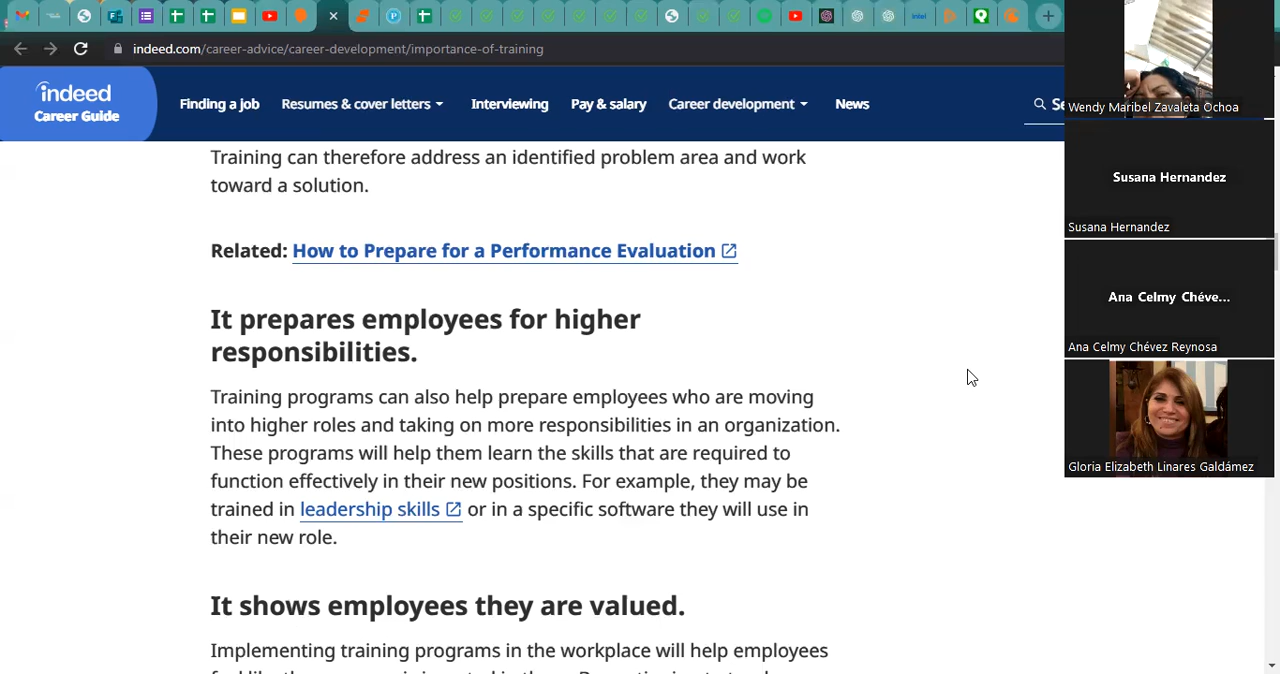 indeed.com/career-advice/career-development/importance-of-training
indeed
Career Guide
Finding a job
Resumes & cover letters
Interviewing
Pay & salary
Career development
News
Training can therefore address an identified problem area and work
toward a solution.
Related: How to Prepare for a Performance Evaluation
It prepares employees for higher
responsibilities.
Training programs can also help prepare employees who are moving
into higher roles and taking on more responsibilities in an organization.
These programs will help them learn the skills that are required to
function effectively in their new positions. For example, they may be
trained in leadership skills or in a specific software they will use in
their new role.
It shows employees they are valued.
Implementing training programs in the workplace will help employees
Wendy Maribel Zavaleta Ochoa
Susana Hernandez
Susana Hernandez
Ana Celmy Chéve...
Ana Celmy Chévez Reynosa
Gloria Elizabeth Linares Galdámez